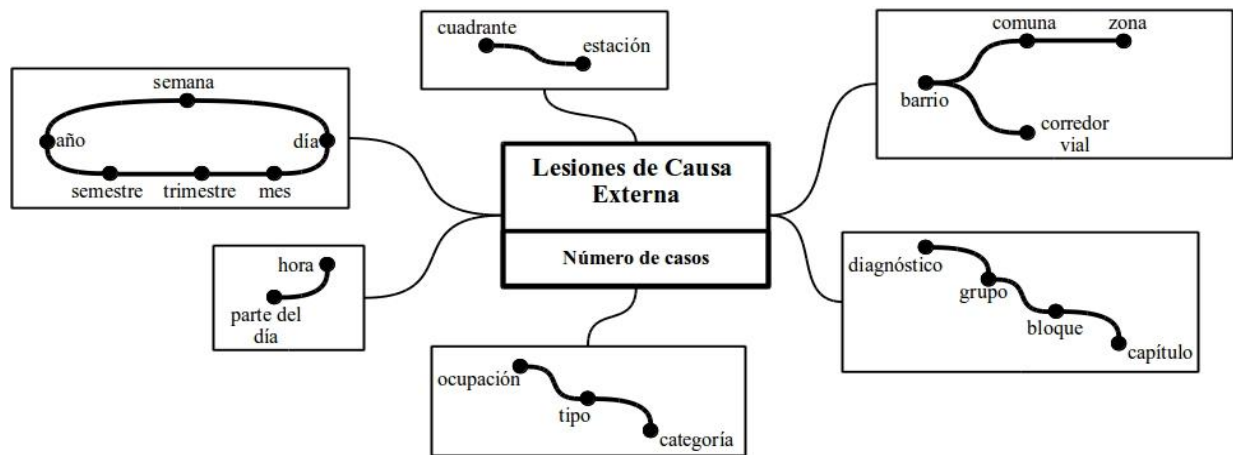 cuadrante
estación
comuna
zona
barrio
corredor
vial
semana
año
día
semestre
trimestre
mes
Lesiones de Causa
Externa
Número de casos
hora
parte del
día
diagnóstico
grupo
bloque
capítulo
ocupación
tipo
categoría